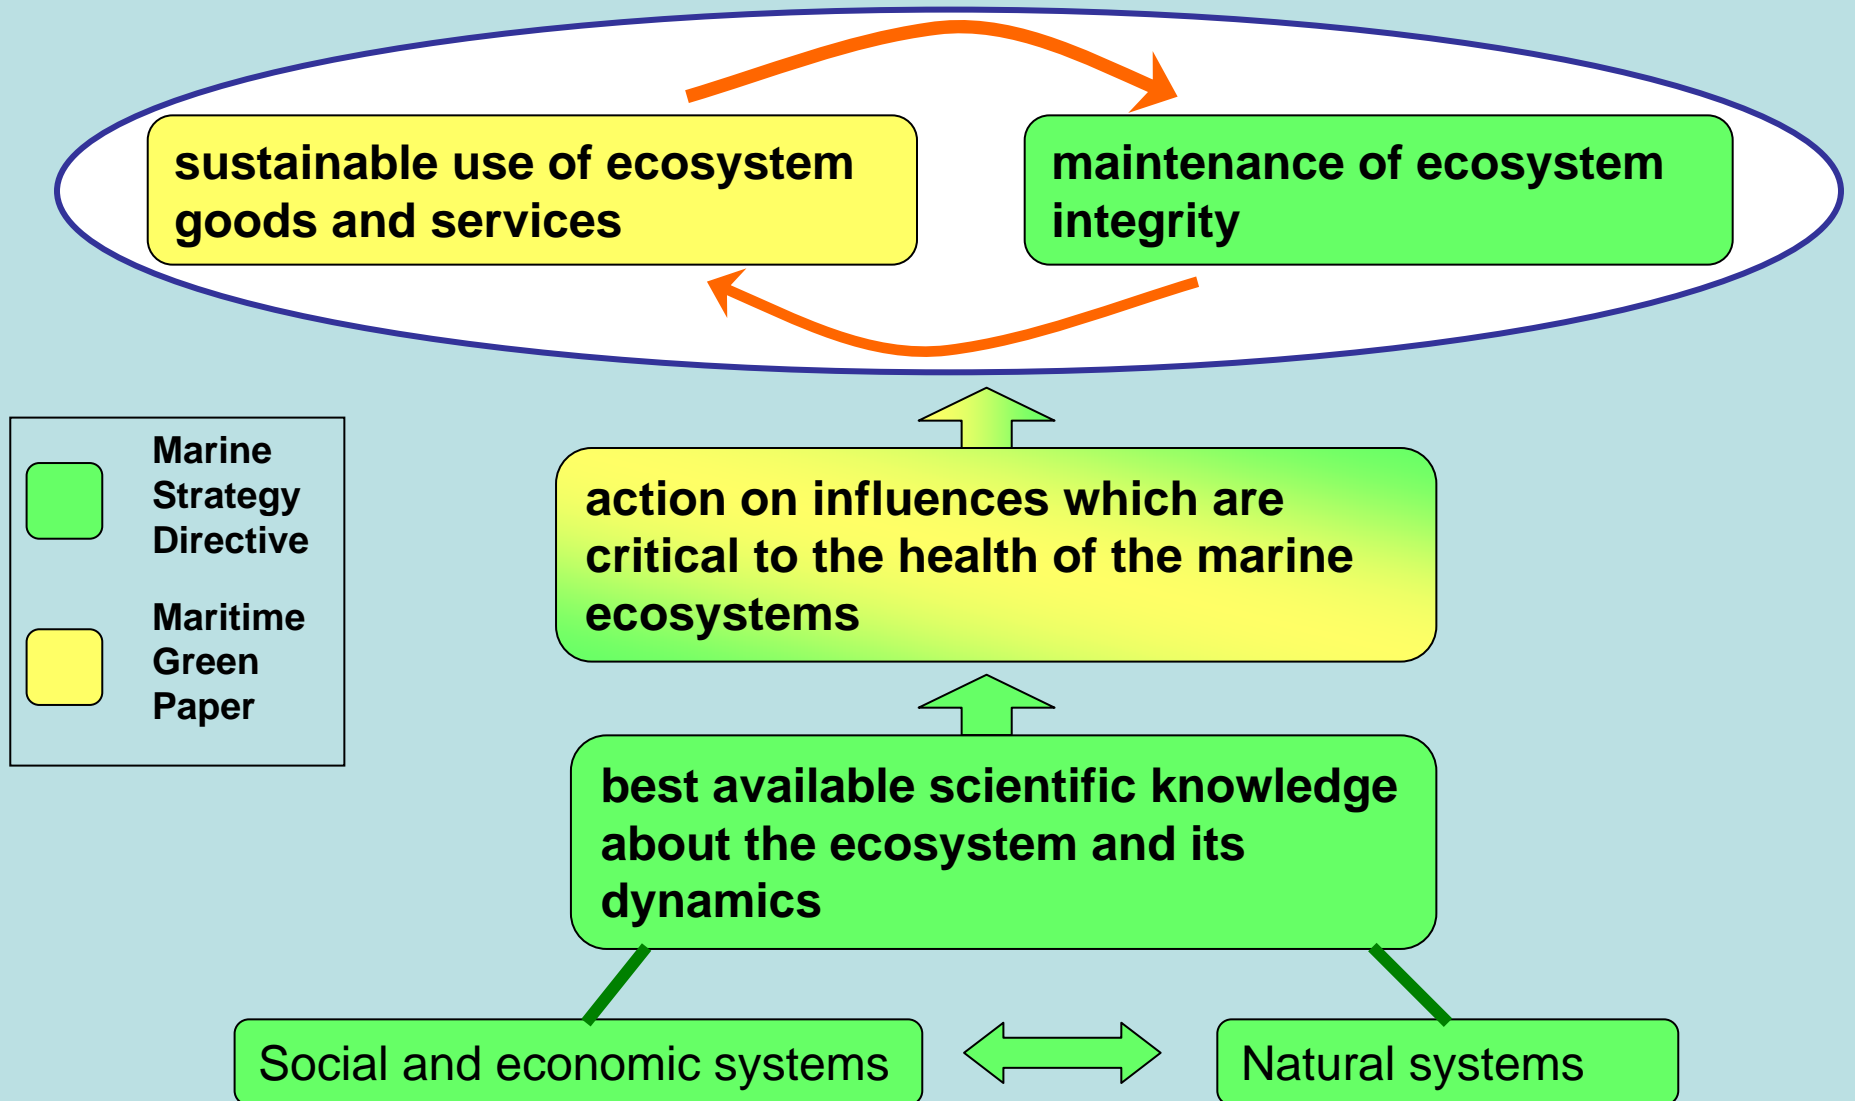 sustainable use of ecosystem
goods and services
maintenance of ecosystem
integrity
Marine
Strategy
Directive
Maritime
Green
Paper
action on influences which are
critical to the health of the marine
ecosystems
best available scientific knowledge
about the ecosystem and its
dynamics
Social and economic systems
Natural systems